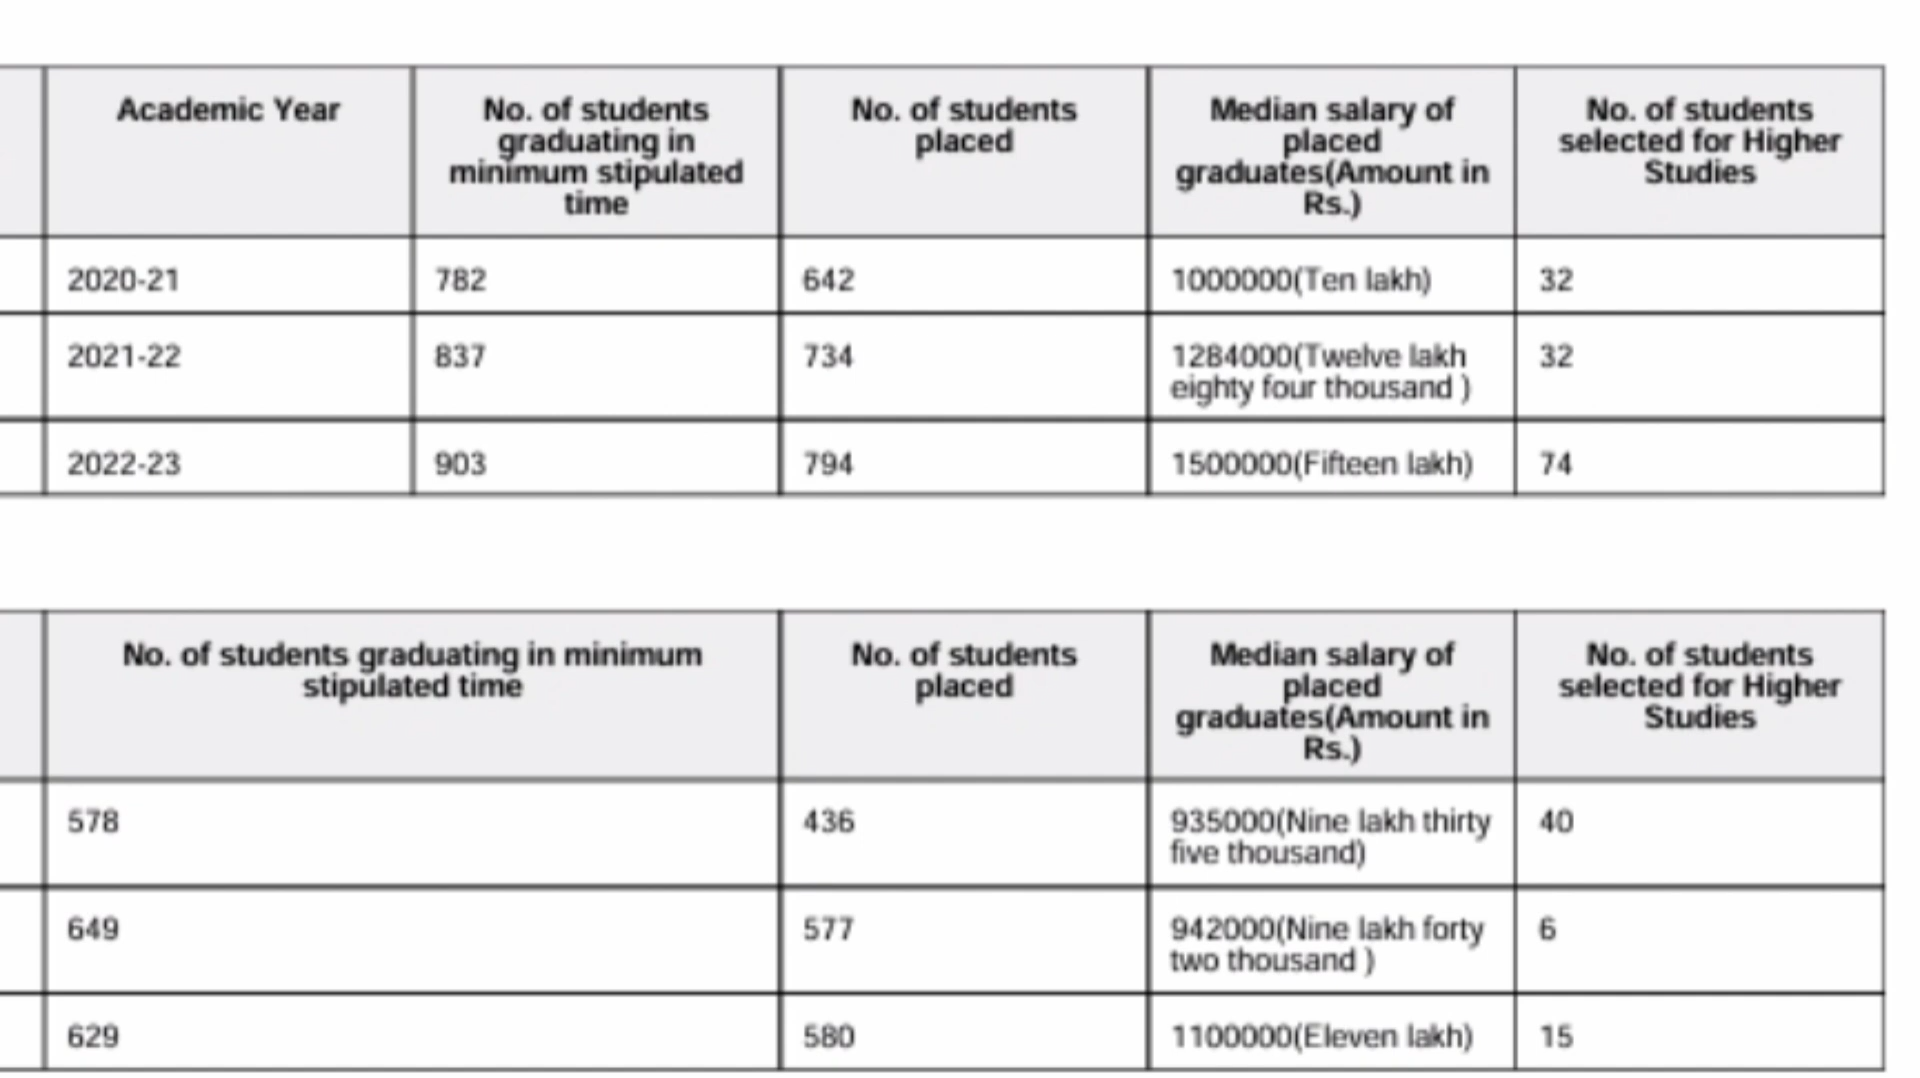 Academic Year
No. of students
graduating in
minimum stipulated
time
No. of students
placed
Median salary of
placed
graduates(Amount in
Rs.)
No. of students
selected for Higher
Studies
2020-21
782
642
1000000(Ten lakh)
32
2021-22
837
734
1284000(Twelve lakh
eighty four thousand )
32
2022-23
903
794
1500000(Fifteen lakh)
74
No. of students graduating in minimum
stipulated time
No. of students
placed
Median salary of
placed
graduates(Amount in
Rs.)
No. of students
selected for Higher
Studies
578
436
935000(Nine lakh thirty
five thousand)
40
649
577
942000(Nine lakh forty
two thousand )
6
629
580
1100000(Eleven lakh)
15